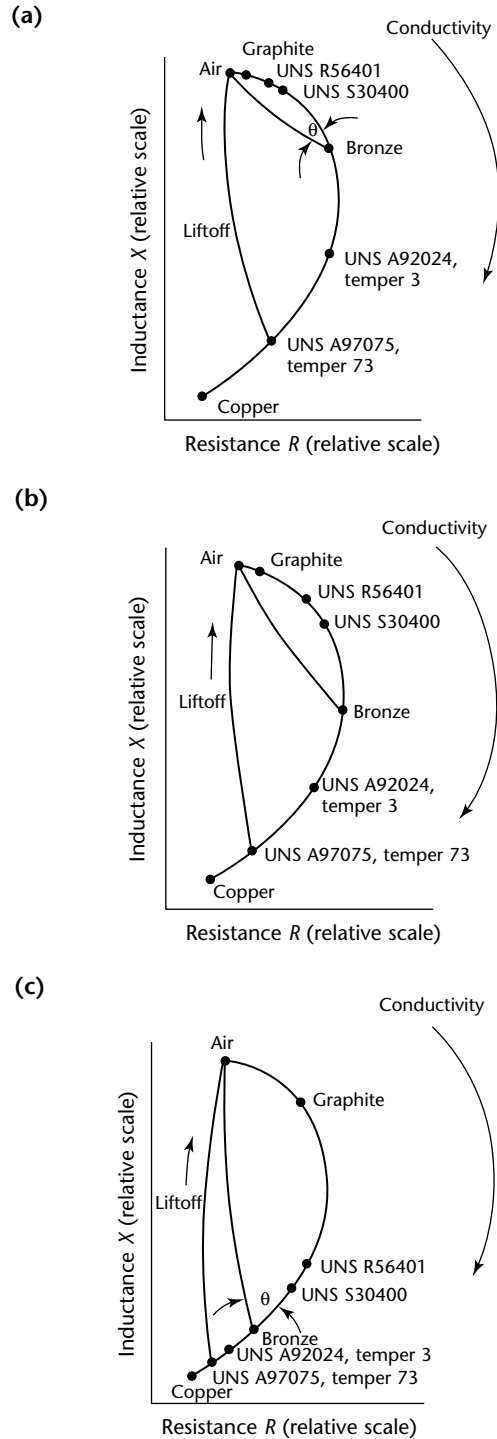 (a)
Conductivity
Graphite
Air
UNS R56401
UNS S30400
θ
Bronze
Liftoff
UNS A92024,
temper 3
UNS A97075,
temper 73
Copper
Inductance X (relative scale)
Resistance R (relative scale)
(b)
Conductivity
Air
Graphite
UNS R56401
UNS S30400
Liftoff
Bronze
UNS A92024,
temper 3
UNS A97075, temper 73
Copper
Inductance X (relative scale)
Resistance R (relative scale)
(c)
Conductivity
Air
Graphite
Liftoff
UNS R56401
θ
UNS S30400
Bronze
UNS A92024, temper 3
UNS A97075, temper 73
Copper
Inductance X (relative scale)
Resistance R (relative scale)